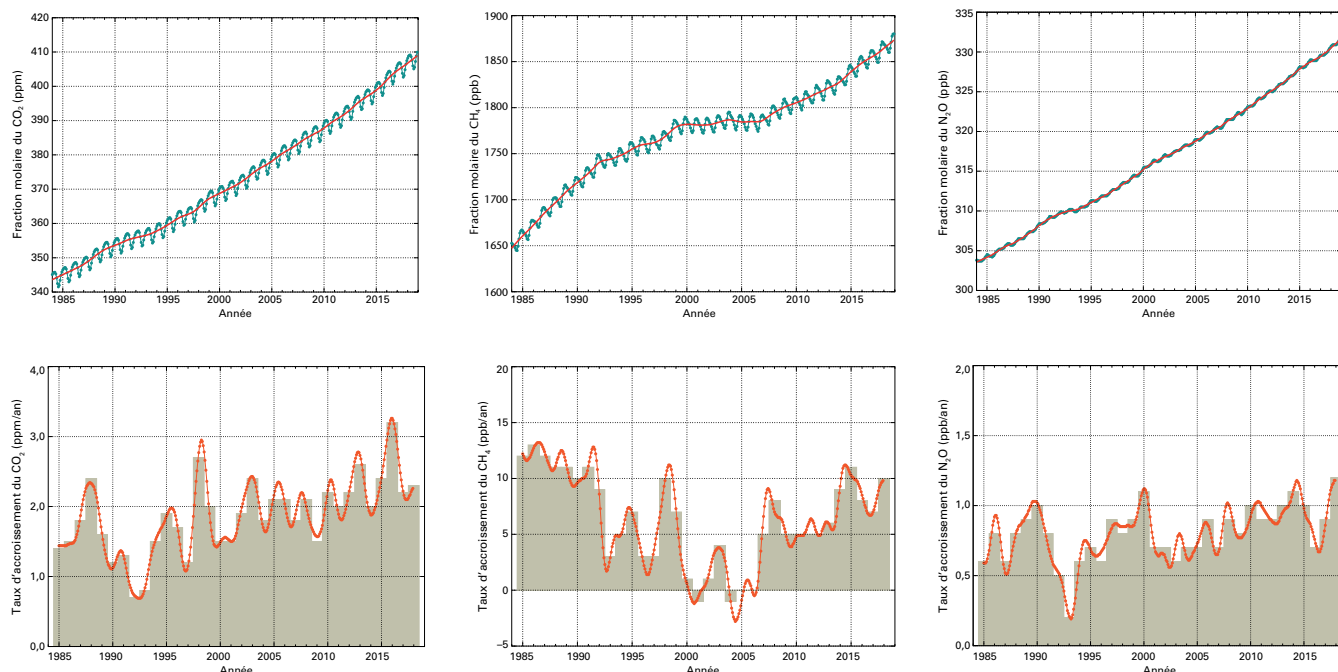 Fraction molaire du CO2 (ppm)
420
410
400
390
380
370
360
350
340
1985 1990 1995 2000 2005 2010 2015
Année
Fraction molaire du CH4 (ppb)
1900
1850
1800
1750
1700
1650
1600
1985 1990 1995 2000 2005 2010 2015
Année
Fraction molaire du N2O (ppb)
335
330
325
320
315
310
305
300
1985 1990 1995 2000 2005 2010 2015
Année
Taux d'accroissement du CO2 (ppm/an)
4,0
3,0
2,0
1,0
0,0
1985 1990 1995 2000 2005 2010 2015
Année
Taux d'accroissement du CH4 (ppb/an)
20
15
10
5
0
−5
1985 1990 1995 2000 2005 2010 2015
Année
Taux d'accroissement du N2O (ppb/an)
2,0
1,5
1,0
0,5
0,0
1985 1990 1995 2000 2005 2010 2015
Année